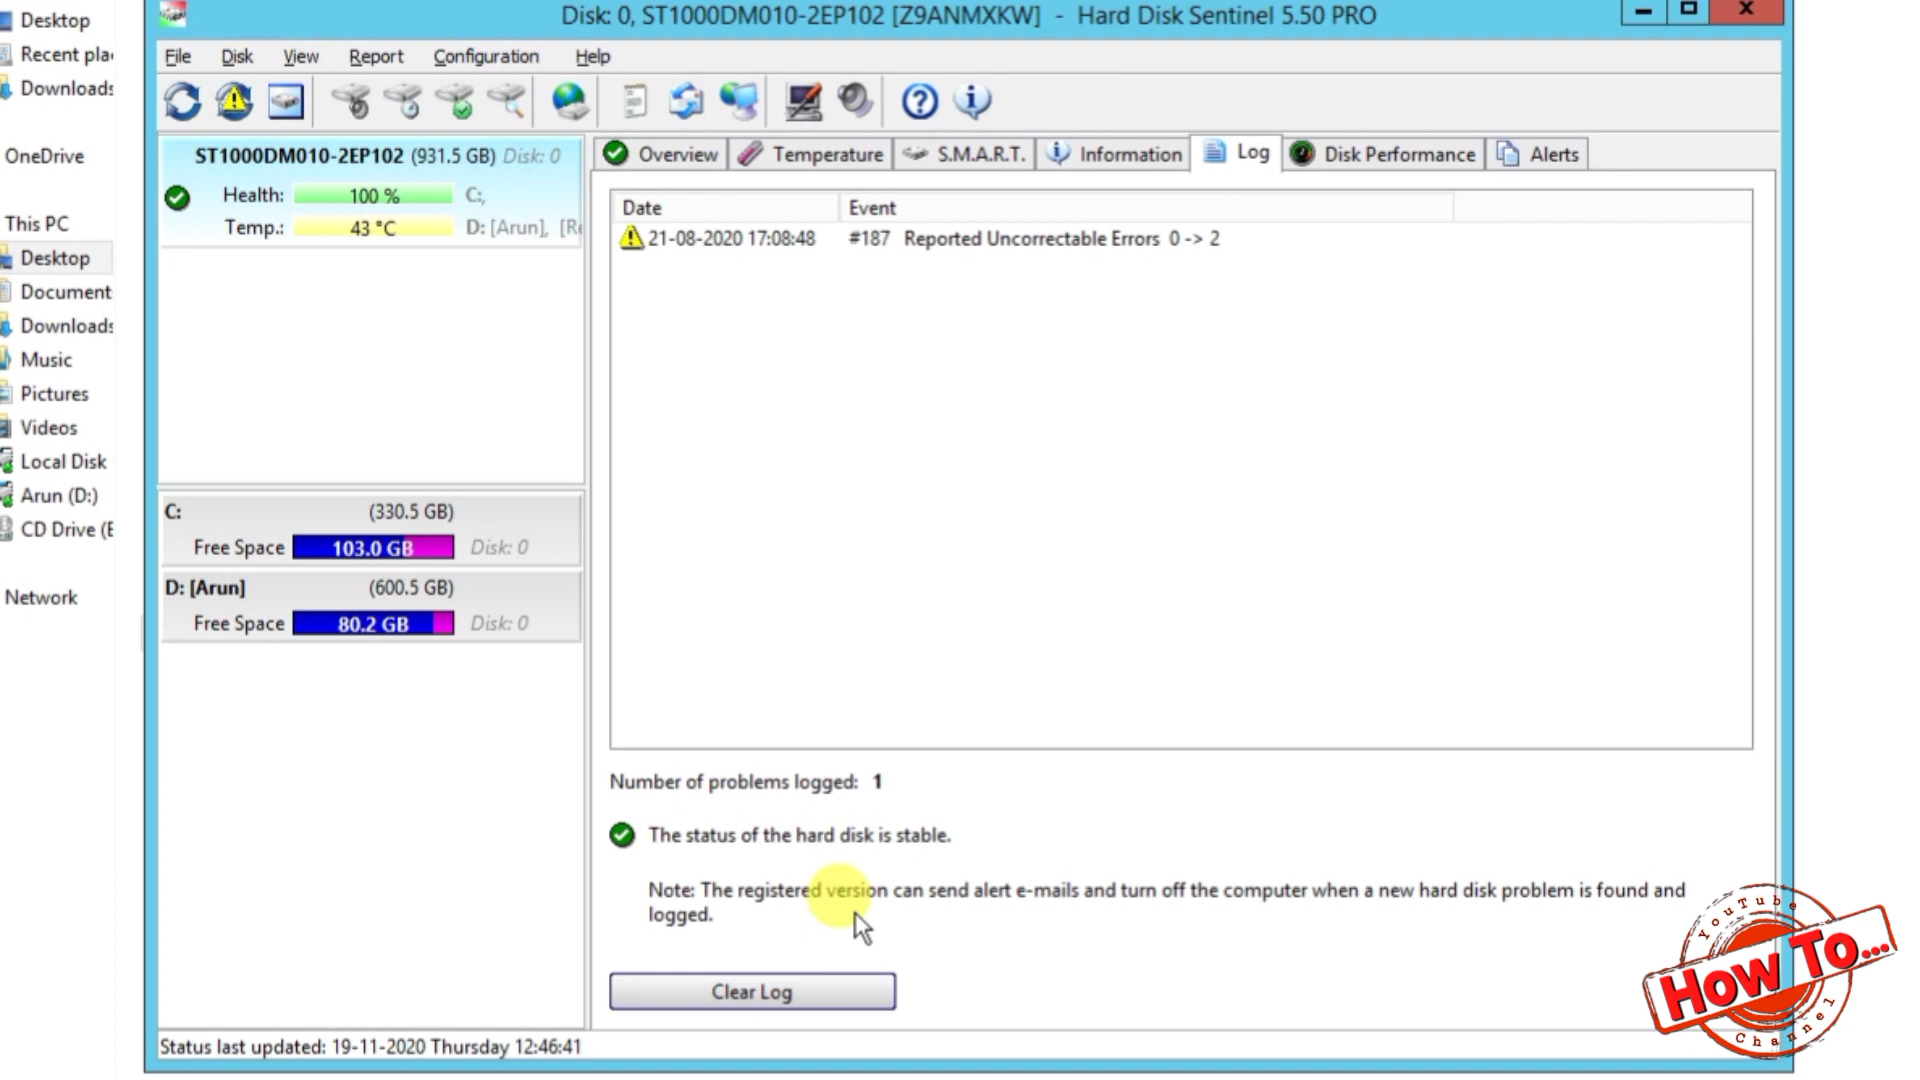 Desktop
Recent pla
Downloads
OneDrive
This PC
Desktop
Document
Downloads
Music
Pictures
Videos
Local Disk
Arun (D:)
CD Drive (E
Network
Disk: 0, ST1000DM010-2EP102 [Z9ANMXKW] - Hard Disk Sentinel 5.50 PRO
File Disk View Report Configuration Help
ST1000DM010-2EP102 (931.5 GB) Disk: 0
Health: 100 % C:,
Temp.: 43 °C D: [Arun], [Re
C: (330.5 GB)
Free Space 103.0 GB Disk: 0
D: [Arun] (600.5 GB)
Free Space 80.2 GB Disk: 0
Overview Temperature S.M.A.R.T. Information Log Disk Performance Alerts
Date Event
21-08-2020 17:08:48 #187 Reported Uncorrectable Errors 0 -> 2
Number of problems logged: 1
The status of the hard disk is stable.
Note: The registered version can send alert e-mails and turn off the computer when a new hard disk problem is found and
logged.
Clear Log
Status last updated: 19-11-2020 Thursday 12:46:41
YouTube
How To...
Channel